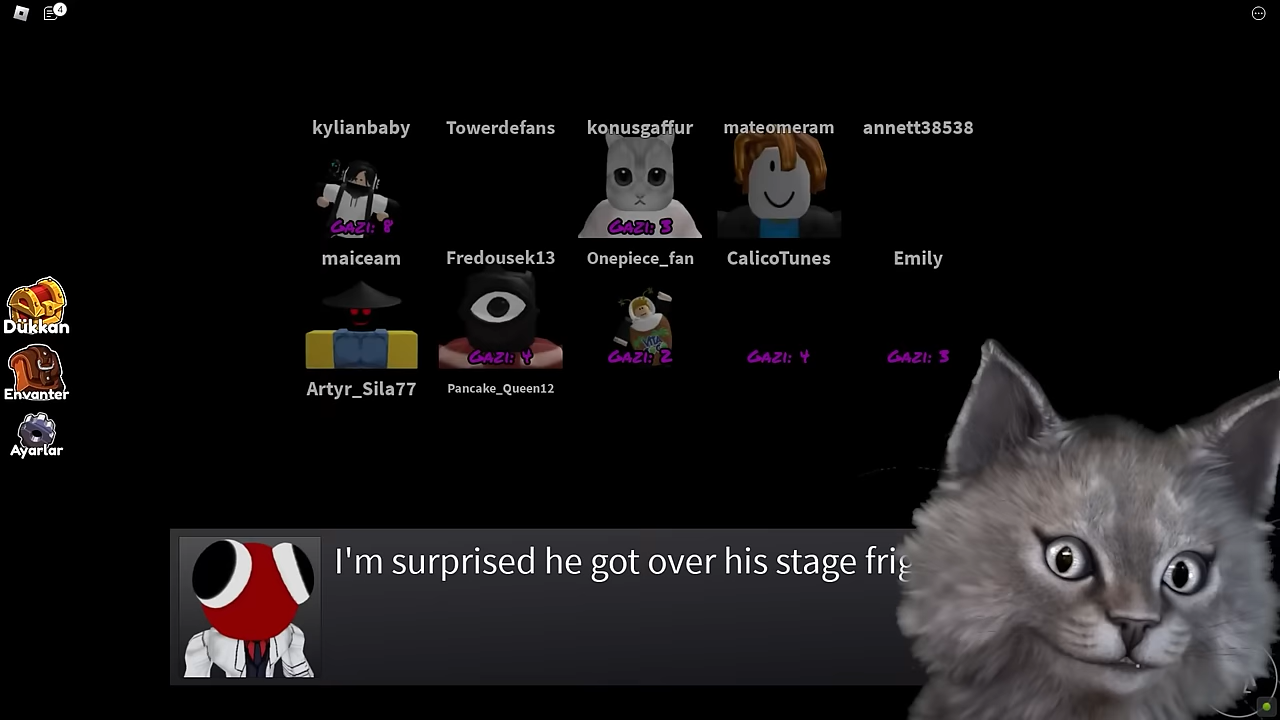 4
kylianbaby Towerdefans konusgaffur mateomeram annett38538
GAZI: 8 GAZI: 3
maiceam Fredousek13 Onepiece_fan CalicoTunes Emily
GAZI: 4 GAZI: 2 GAZI: 4 GAZI: 3
Artyr_Sila77 Pancake_Queen12
Dükkan
Envanter
Ayarlar
I'm surprised he got over his stage frig